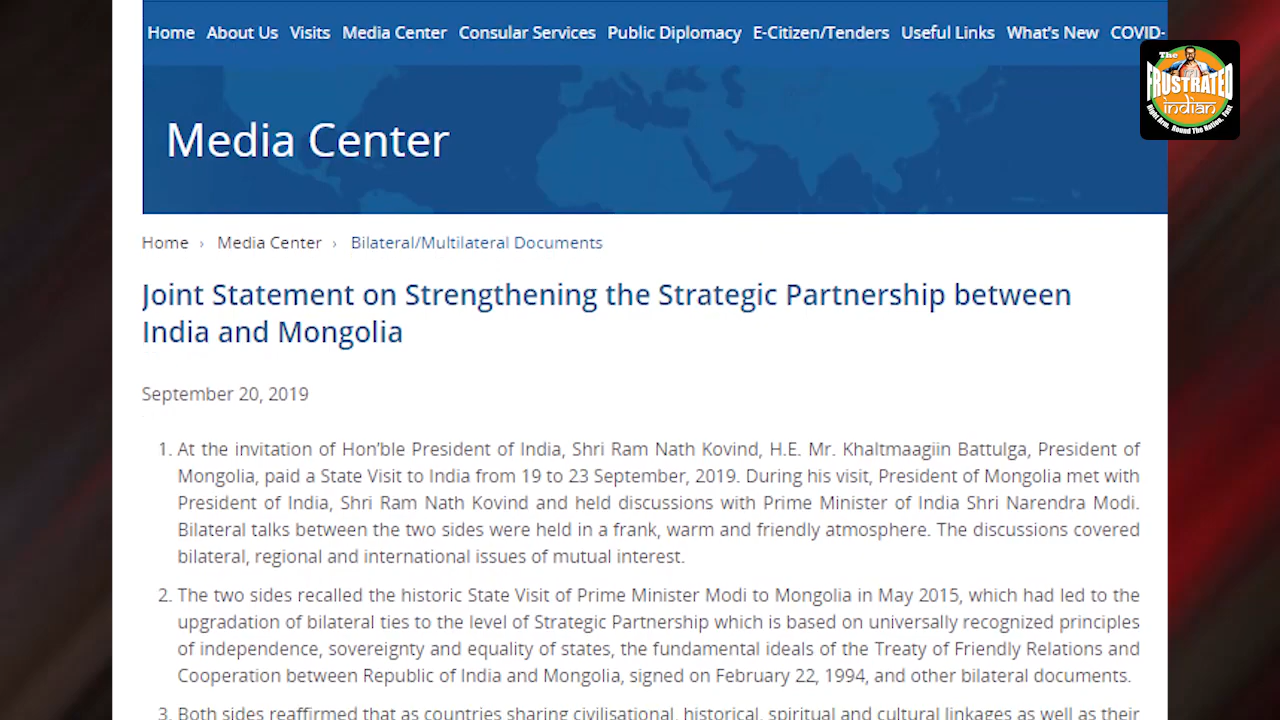 Home About Us Visits Media Center Consular Services Public Diplomacy E-Citizen/Tenders Useful Links What's New COVID-
The
FRUSTRATED
indian
Right Arm. Round The Nation. Fast
Media Center
Home › Media Center › Bilateral/Multilateral Documents
Joint Statement on Strengthening the Strategic Partnership between
India and Mongolia
September 20, 2019
1. At the invitation of Hon'ble President of India, Shri Ram Nath Kovind, H.E. Mr. Khaltmaagiin Battulga, President of
Mongolia, paid a State Visit to India from 19 to 23 September, 2019. During his visit, President of Mongolia met with
President of India, Shri Ram Nath Kovind and held discussions with Prime Minister of India Shri Narendra Modi.
Bilateral talks between the two sides were held in a frank, warm and friendly atmosphere. The discussions covered
bilateral, regional and international issues of mutual interest.
2. The two sides recalled the historic State Visit of Prime Minister Modi to Mongolia in May 2015, which had led to the
upgradation of bilateral ties to the level of Strategic Partnership which is based on universally recognized principles
of independence, sovereignty and equality of states, the fundamental ideals of the Treaty of Friendly Relations and
Cooperation between Republic of India and Mongolia, signed on February 22, 1994, and other bilateral documents.
3. Both sides reaffirmed that as countries sharing civilisational, historical, spiritual and cultural linkages as well as their